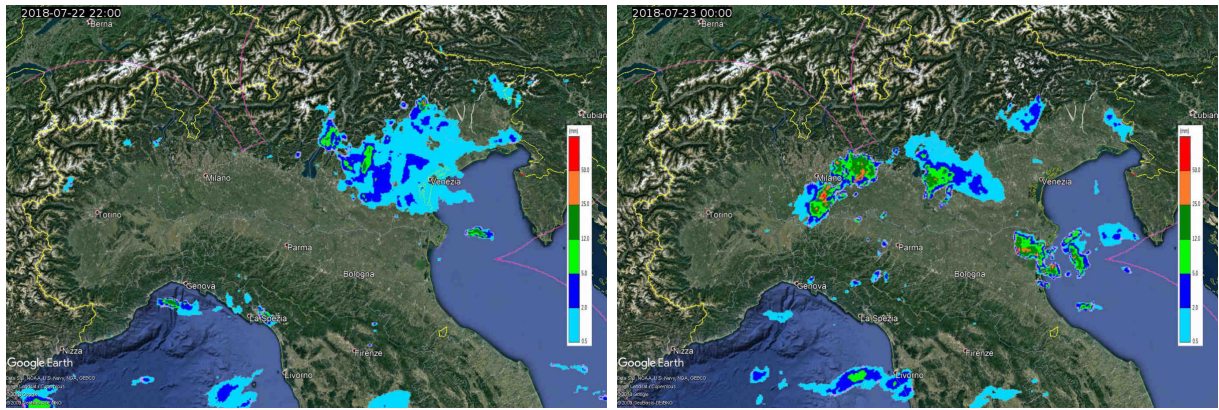 2018-07-22 22:00
Berna
Lubian
(mm)
50.0
25.0
12.0
5.0
2.0
0.5
Milano
Venezia
Torino
Parma
Bologna
Genova
La Spezia
Nizza
Firenze
Livorno
Google Earth
2018-07-23 00:00
Berna
Lubian
(mm)
50.0
25.0
12.0
5.0
2.0
0.5
Milano
Venezia
Torino
Parma
Bologna
Genova
La Spezia
Nizza
Firenze
Livorno
Google Earth